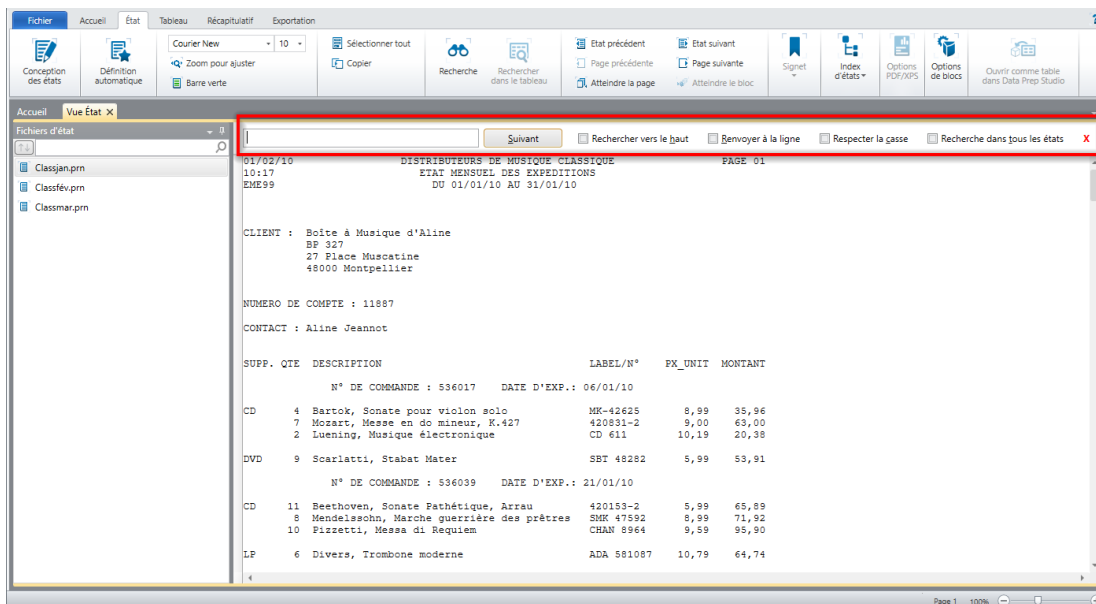 Fichier Accueil État Tableau Récapitulatif Exportation ?
Conception des états
Définition automatique
Courier New 10
Zoom pour ajuster
Barre verte
Sélectionner tout
Copier
Recherche
Rechercher dans le tableau
Etat précédent
Page précédente
Atteindre la page
Etat suivant
Page suivante
Atteindre le bloc
Signet
Index d'états
Options PDF/XPS
Options de blocs
Ouvrir comme table dans Data Prep Studio
Accueil Vue État X
Fichiers d'état
Classjan.prn
Classfév.prn
Classmar.prn
Suivant Rechercher vers le haut Renvoyer à la ligne Respecter la casse Recherche dans tous les états X
01/02/10 DISTRIBUTEURS DE MUSIQUE CLASSIQUE PAGE 01
10:17 ETAT MENSUEL DES EXPEDITIONS
EME99 DU 01/01/10 AU 31/01/10
CLIENT : Boîte à Musique d'Aline
BP 327
27 Place Muscatine
48000 Montpellier
NUMERO DE COMPTE : 11887
CONTACT : Aline Jeannot
SUPP. QTE DESCRIPTION LABEL/N° PX_UNIT MONTANT
N° DE COMMANDE : 536017 DATE D'EXP.: 06/01/10
CD 4 Bartok, Sonate pour violon solo MK-42625 8,99 35,96
7 Mozart, Messe en do mineur, K.427 420831-2 9,00 63,00
2 Luening, Musique électronique CD 611 10,19 20,38
DVD 9 Scarlatti, Stabat Mater SBT 48282 5,99 53,91
N° DE COMMANDE : 536039 DATE D'EXP.: 21/01/10
CD 11 Beethoven, Sonate Pathétique, Arrau 420153-2 5,99 65,89
8 Mendelssohn, Marche guerrière des prêtres SMK 47592 8,99 71,92
10 Pizzetti, Messa di Requiem CHAN 8964 9,59 95,90
LP 6 Divers, Trombone moderne ADA 581087 10,79 64,74
Page 1 100%